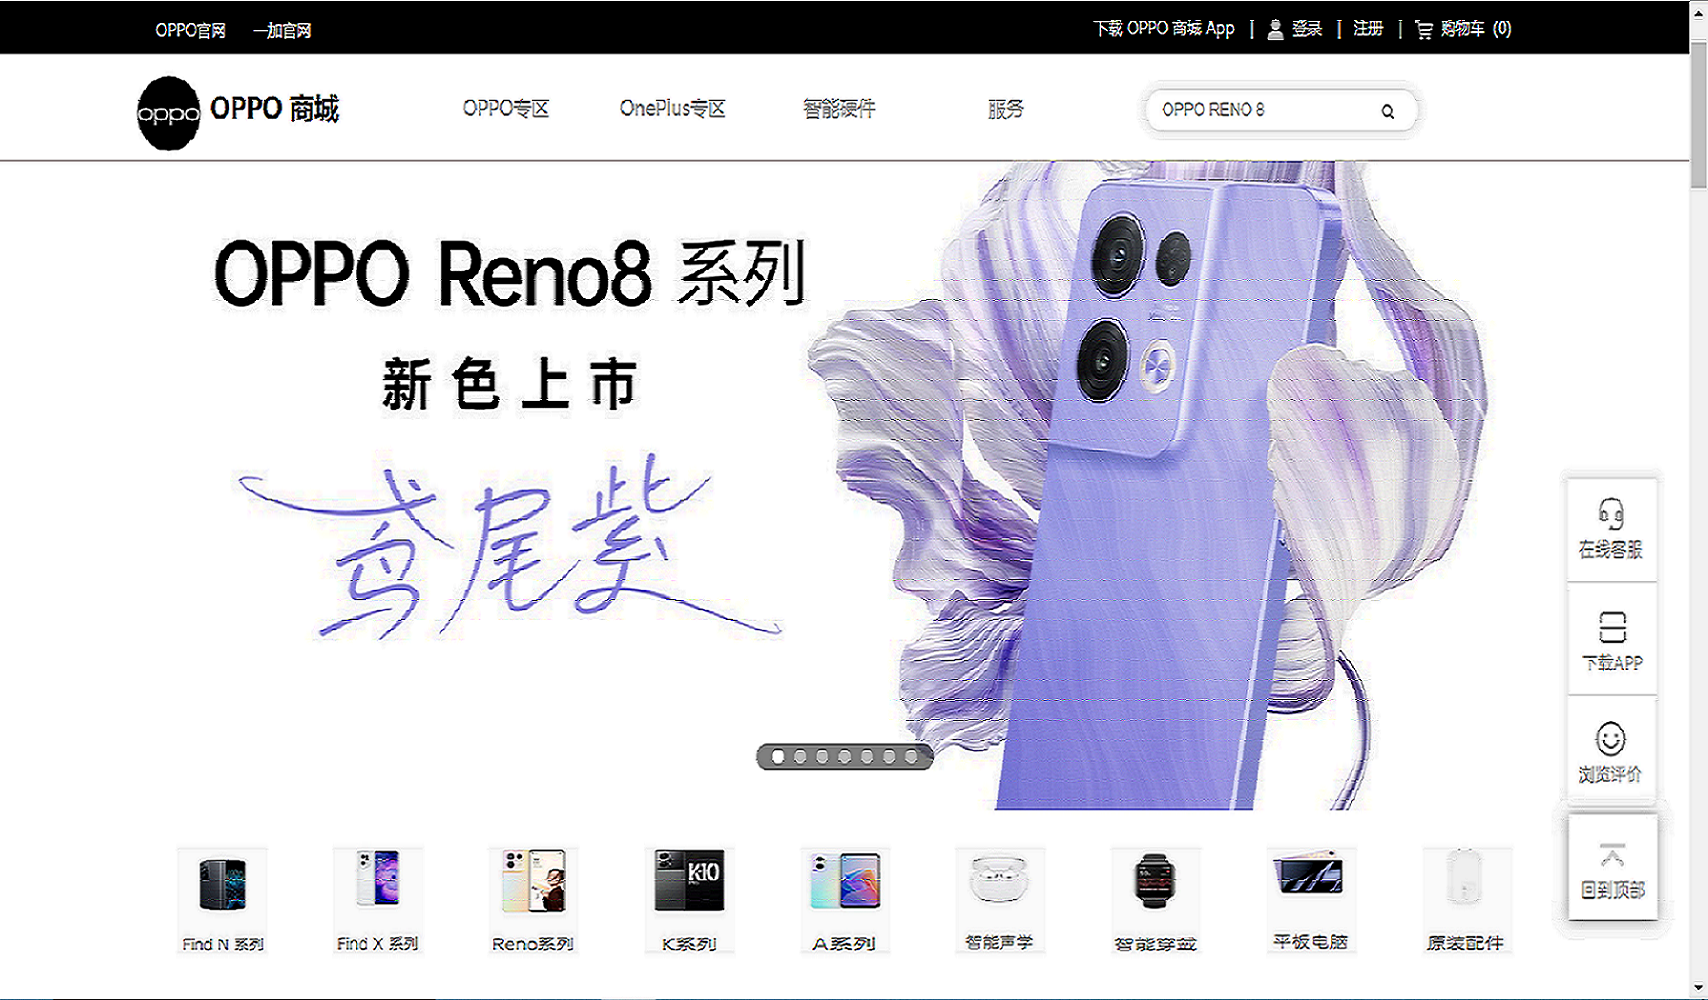 OPPO官网 一加官网 下载 OPPO 商城 App | 登录 | 注册 | 购物车 (0)
oppo OPPO 商城 OPPO专区 OnePlus专区 智能硬件 服务 OPPO RENO 8
OPPO Reno8 系列
新色上市
鸢尾紫
在线客服
下载APP
浏览评价
回到顶部
K10
Find N 系列 Find X 系列 Reno系列 K系列 A系列 智能声学 智能穿戴 平板电脑 原装配件